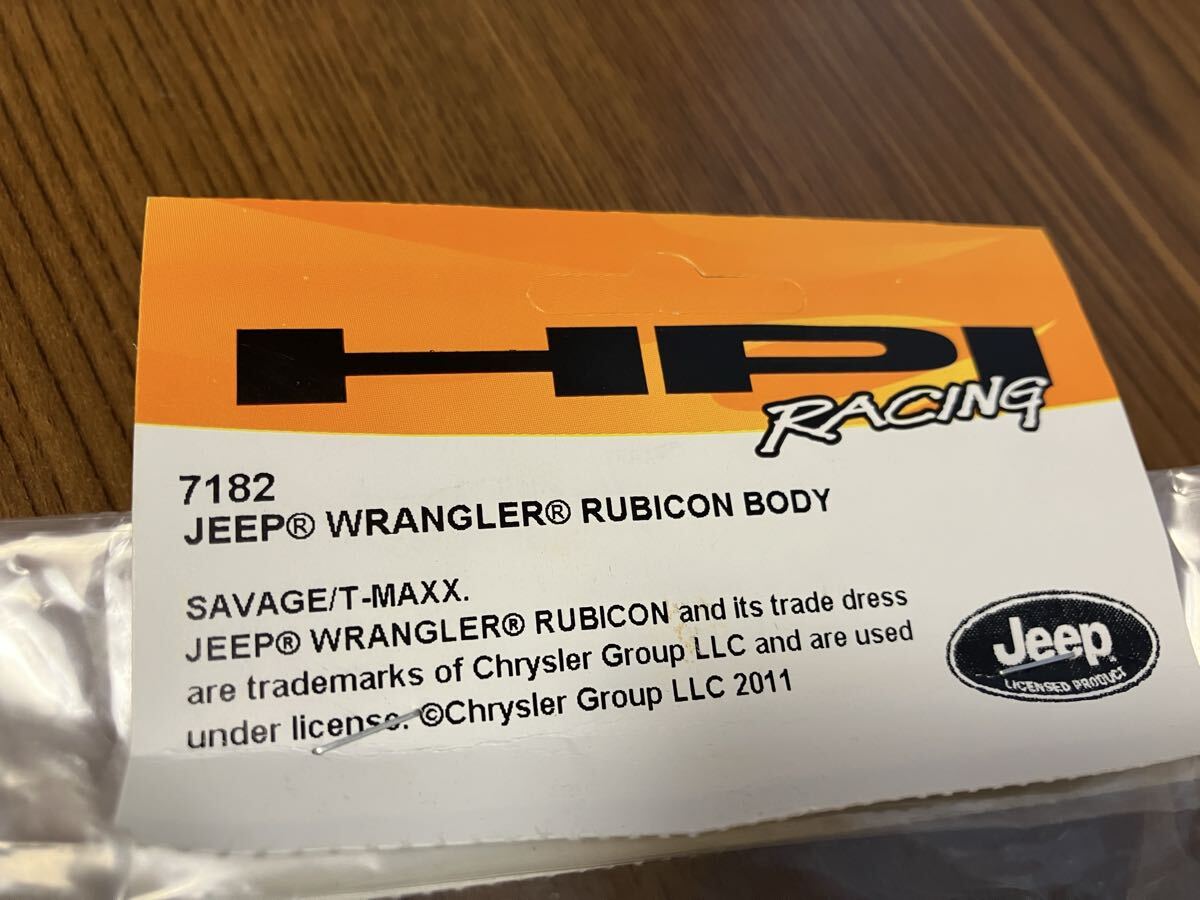 HPI
RACING
7182
JEEP® WRANGLER® RUBICON BODY
SAVAGE/T-MAXX.
JEEP® WRANGLER® RUBICON and its trade dress
are trademarks of Chrysler Group LLC and are used
under license. ©Chrysler Group LLC 2011
Jeep®
LICENSED PRODUCT